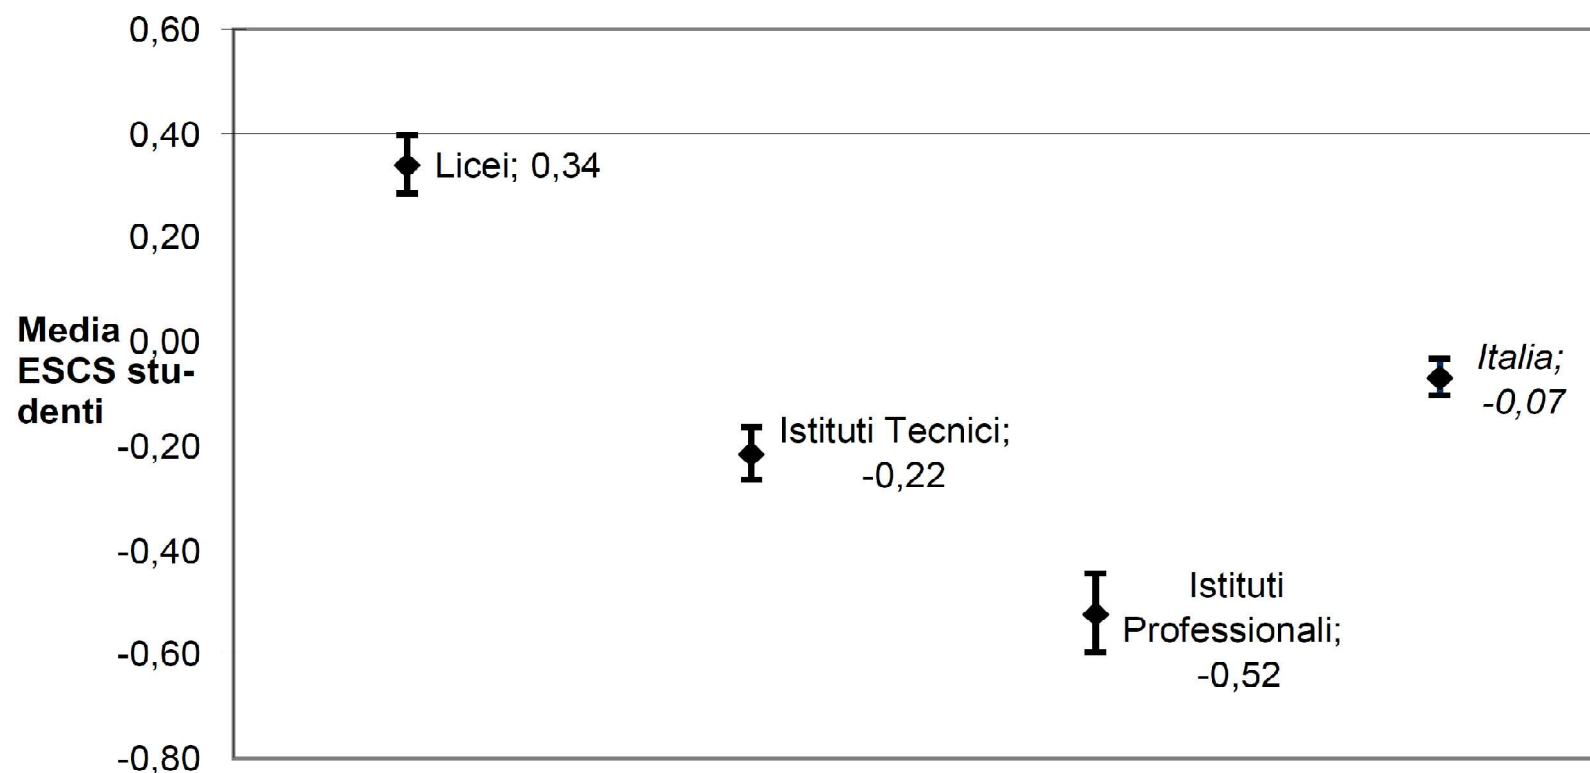 0,60
0,40
Licei; 0,34
0,20
Media
0,00
ESCS stu-
denti
Italia;
-0,07
-0,20
Istituti Tecnici;
-0,22
-0,40
Istituti
Professionali;
-0,52
-0,60
-0,80